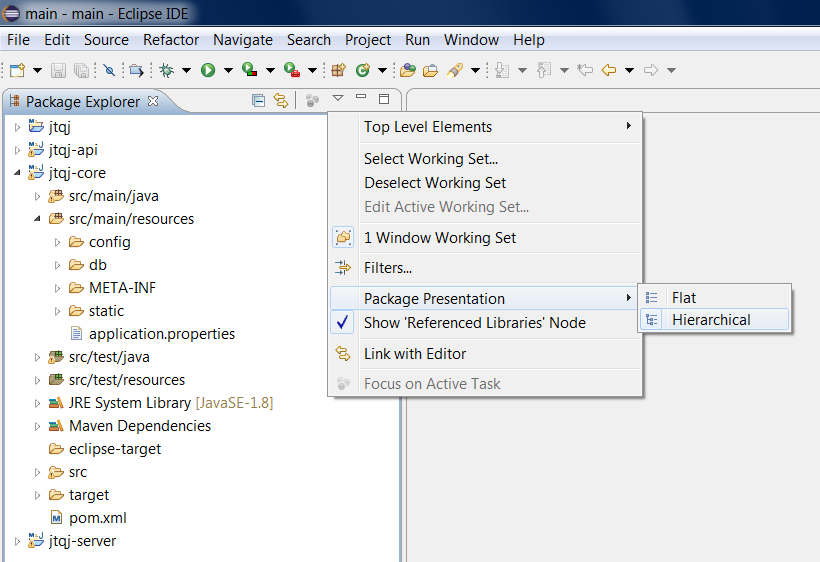 main - main - Eclipse IDE
File Edit Source Refactor Navigate Search Project Run Window Help
Package Explorer
jtqj
jtqj-api
jtqj-core
src/main/java
src/main/resources
config
db
META-INF
static
application.properties
src/test/java
src/test/resources
JRE System Library [JavaSE-1.8]
Maven Dependencies
eclipse-target
src
target
pom.xml
jtqj-server
Top Level Elements
Select Working Set...
Deselect Working Set
Edit Active Working Set...
1 Window Working Set
Filters...
Package Presentation
Show 'Referenced Libraries' Node
Link with Editor
Focus on Active Task
Flat
Hierarchical